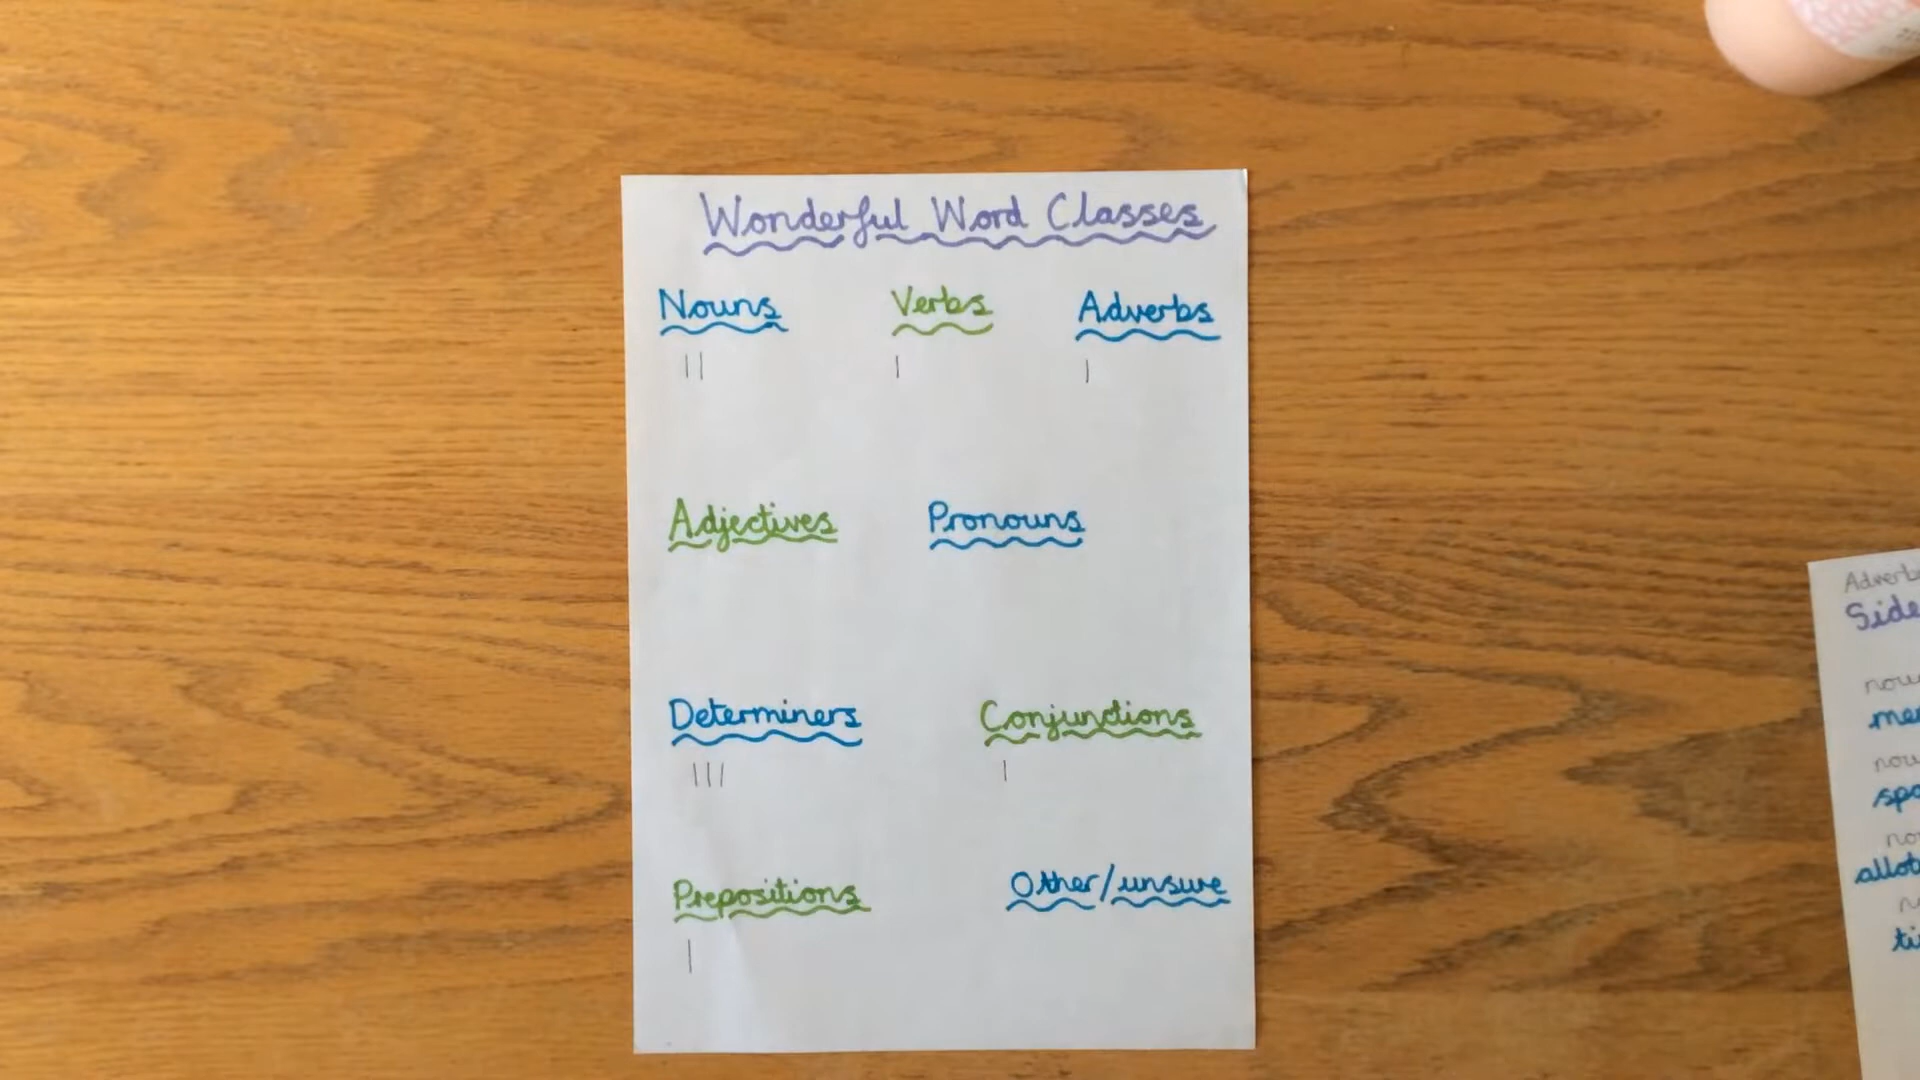 Wonderful Word Classes
Nouns Verbs Adverbs
|| | |
Adjectives Pronouns
Determiners Conjunctions
||| |
Prepositions Other/unsure
|